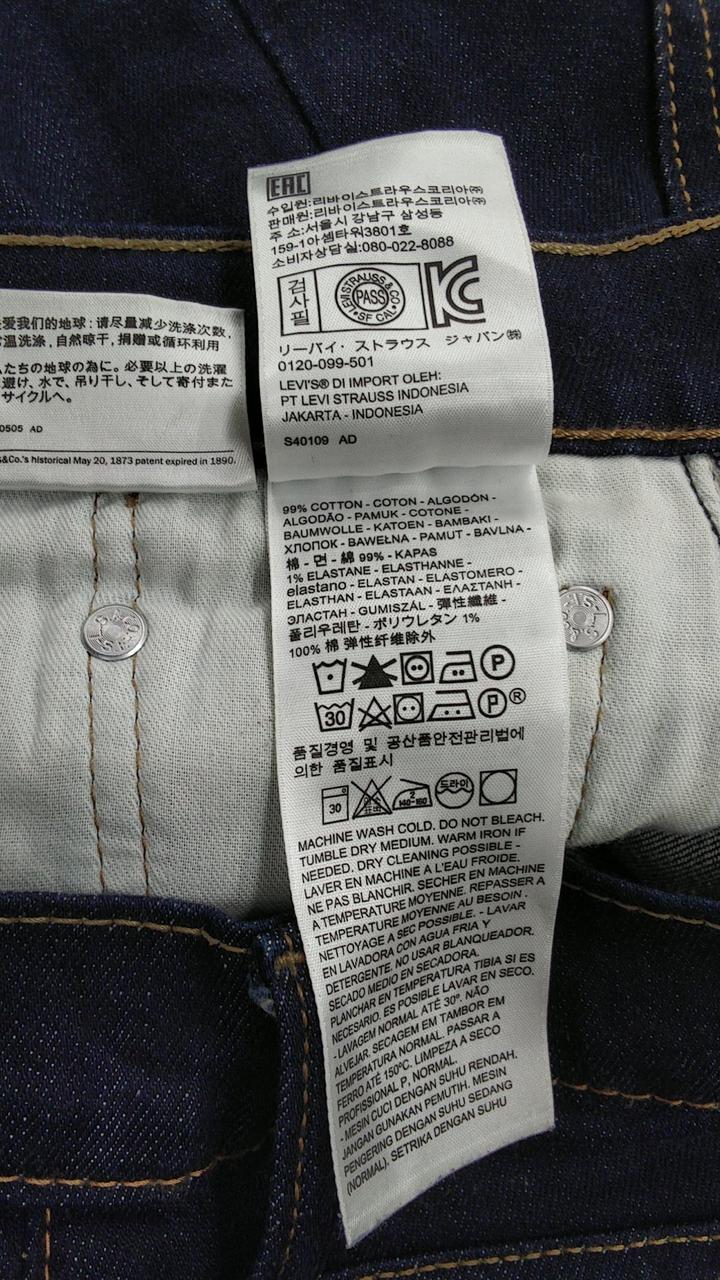 爱我们的地球:请尽量减少洗涤次数,
温洗涤,自然晾干,捐赠或循环利用
たちの地球の為に。必要以上の洗濯
避け、水で、吊り干し、そして寄付また
サイクルへ。
0505 AD
&Co.'s historical May 20, 1873 patent expired in 1890.
EAC
수입원:리바이스트라우스코리아㈜
판매원:리바이스트라우스코리아㈜
주 소:서울시 강남구 삼성동
159-1아셈타워3801호
소비자상담실:080-022-8088
검사필
LEVI STRAUSS & CO
PASS
SF CAL
KC
リーバイ・ストラウス ジャパン㈱
0120-099-501
LEVI'S® DI IMPORT OLEH:
PT LEVI STRAUSS INDONESIA
JAKARTA - INDONESIA
S40109 AD
99% COTTON - COTON - ALGODÓN -
ALGODÃO - PAMUK - COTONE -
BAUMWOLLE - KATOEN - BAMBAKI -
ХЛОПОК - BAWEŁNA - PAMUT - BAVLNA -
棉 - 면 - 綿 99% - KAPAS
1% ELASTANE - ELASTHANNE -
elastano - ELASTAN - ELASTOMERO -
ELASTHAN - ELASTAAN - ΕΛΑΣΤΑΝΗ -
ЭЛАСТАН - GUMISZÁL - 彈性纖維 -
폴리우레탄 - ポリウレタン 1%
100% 棉 弹性纤维除外
P
30 P®
품질경영 및 공산품안전관리법에
의한 품질표시
30 2 140-160 드라이
MACHINE WASH COLD. DO NOT BLEACH.
TUMBLE DRY MEDIUM. WARM IRON IF
NEEDED. DRY CLEANING POSSIBLE -
LAVER EN MACHINE A L'EAU FROIDE.
NE PAS BLANCHIR. SECHER EN MACHINE
A TEMPERATURE MOYENNE. REPASSER A
TEMPERATURE MOYENNE AU BESOIN.
NETTOYAGE A SEC POSSIBLE. - LAVAR
EN LAVADORA CON AGUA FRIA Y
DETERGENTE. NO USAR BLANQUEADOR.
SECADO MEDIO EN SECADORA.
PLANCHAR EN TEMPERATURA TIBIA SI ES
NECESARIO. ES POSIBLE LAVAR EN SECO.
- LAVAGEM NORMAL ATÉ 30º. NÃO
ALVEJAR. SECAGEM EM TAMBOR EM
TEMPERATURA NORMAL. PASSAR A
FERRO ATÉ 150ºC. LIMPEZA A SECO
PROFISSIONAL P, NORMAL.
- MESIN CUCI DENGAN SUHU RENDAH.
JANGAN GUNAKAN PEMUTIH. MESIN
PENGERING DENGAN SUHU SEDANG
(NORMAL). SETRIKA DENGAN SUHU